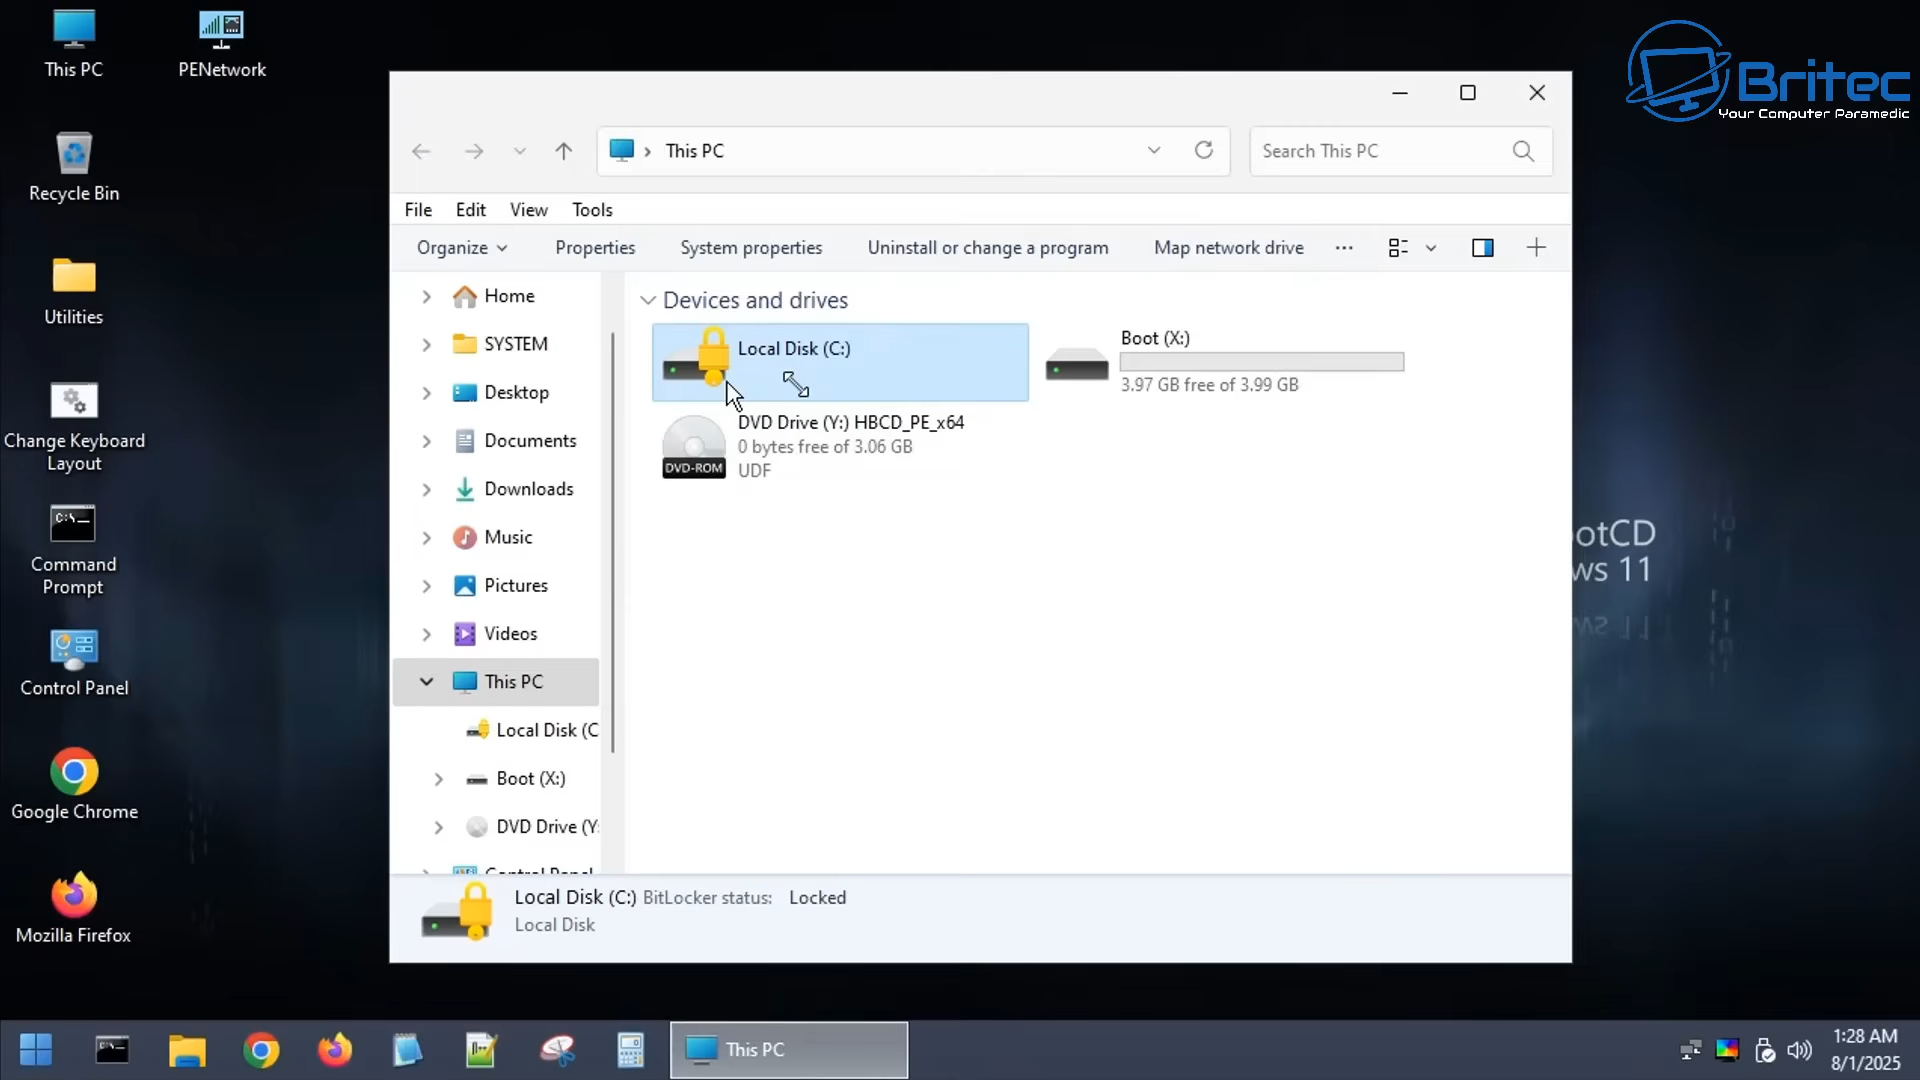 This PC
PENetwork
Recycle Bin
Utilities
Change Keyboard
Layout
Command
Prompt
Control Panel
Google Chrome
Mozilla Firefox
Britec
Your Computer Paramedic
This PC
Search This PC
File Edit View Tools
Organize Properties System properties Uninstall or change a program Map network drive
Home
SYSTEM
Desktop
Documents
Downloads
Music
Pictures
Videos
This PC
Local Disk (C
Boot (X:)
DVD Drive (Y:
Control Panel
Devices and drives
Local Disk (C:)
Boot (X:)
3.97 GB free of 3.99 GB
DVD Drive (Y:) HBCD_PE_x64
0 bytes free of 3.06 GB
UDF
DVD-ROM
otCD
ws 11
Local Disk (C:) BitLocker status: Locked
Local Disk
This PC
1:28 AM
8/1/2025